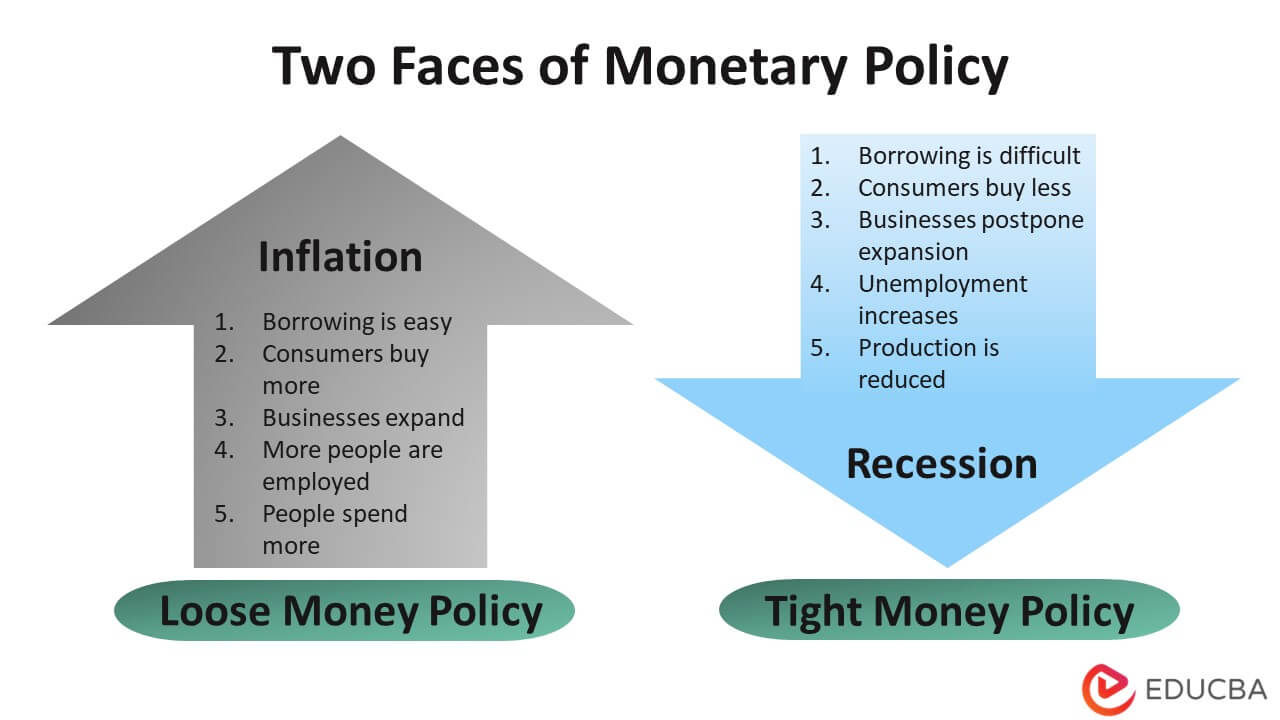 Two Faces of Monetary Policy
Inflation
1. Borrowing is easy
2. Consumers buy
more
3. Businesses expand
4. More people are
employed
5. People spend
more
Loose Money Policy
1. Borrowing is difficult
2. Consumers buy less
3. Businesses postpone
expansion
4. Unemployment
increases
5. Production is
reduced
Recession
Tight Money Policy
EDUCBA